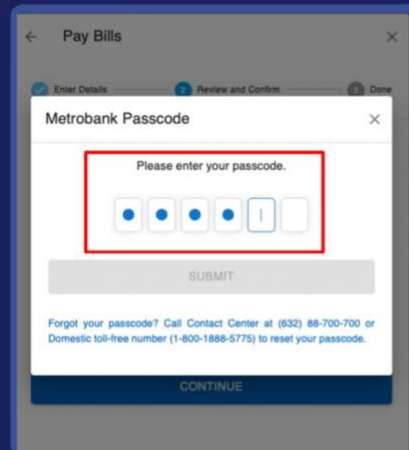 ← Pay Bills ×
Enter Details 2 Review and Confirm 3 Done
Metrobank Passcode ×
Please enter your passcode.
SUBMIT
Forgot your passcode? Call Contact Center at (632) 88-700-700 or
Domestic toll-free number (1-800-1888-5775) to reset your passcode.
CONTINUE